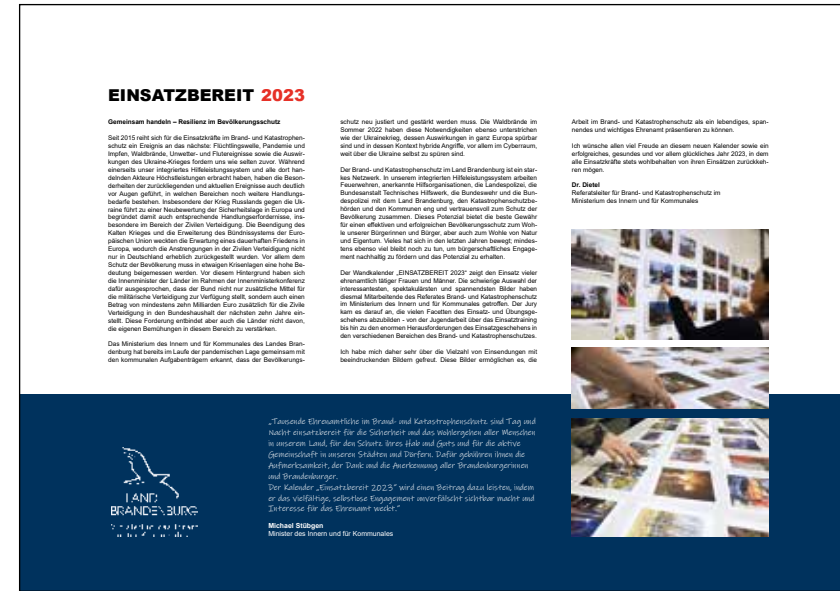 EINSATZBEREIT 2023
Gemeinsam handeln – Resilienz im Bevölkerungsschutz
Seit 2015 reiht sich für die Einsatzkräfte im Brand- und Katastrophen-
schutz ein Ereignis an das nächste: Flüchtlingswelle, Pandemie und
Impfen, Waldbrände, Unwetter- und Flutereignisse sowie die Auswir-
kungen des Ukraine-Krieges fordern uns wie selten zuvor. Während
einerseits unser integriertes Hilfeleistungssystem und alle dort han-
delnden Akteure Höchstleistungen erbracht haben, haben die Beson-
derheiten der zurückliegenden und aktuellen Ereignisse auch deutlich
vor Augen geführt, in welchen Bereichen noch weitere Handlungs-
bedarfe bestehen. Insbesondere der Krieg Russlands gegen die Uk-
raine führt zu einer Neubewertung der Sicherheitslage in Europa und
begründet damit auch entsprechende Handlungserfordernisse, ins-
besondere im Bereich der Zivilen Verteidigung. Die Beendigung des
Kalten Krieges und die Erweiterung des Bündnissystems der Euro-
päischen Union weckten die Erwartung eines dauerhaften Friedens in
Europa, wodurch die Anstrengungen in der Zivilen Verteidigung nicht
nur in Deutschland erheblich zurückgestellt wurden. Vor allem dem
Schutz der Bevölkerung muss in etwaigen Krisenlagen eine hohe Be-
deutung beigemessen werden. Vor diesem Hintergrund haben sich
die Innenminister der Länder im Rahmen der Innenministerkonferenz
dafür ausgesprochen, dass der Bund nicht nur zusätzliche Mittel für
die militärische Verteidigung zur Verfügung stellt, sondern auch einen
Betrag von mindestens zehn Milliarden Euro zusätzlich für die Zivile
Verteidigung in den Bundeshaushalt der nächsten zehn Jahre ein-
stellt. Diese Forderung entbindet aber auch die Länder nicht davon,
die eigenen Bemühungen in diesem Bereich zu verstärken.
Das Ministerium des Innern und für Kommunales des Landes Bran-
denburg hat bereits im Laufe der pandemischen Lage gemeinsam mit
den kommunalen Aufgabenträgern erkannt, dass der Bevölkerungs-
schutz neu justiert und gestärkt werden muss. Die Waldbrände im
Sommer 2022 haben diese Notwendigkeiten ebenso unterstrichen
wie der Ukrainekrieg, dessen Auswirkungen in ganz Europa spürbar
sind und in dessen Kontext hybride Angriffe, vor allem im Cyberraum,
weit über die Ukraine selbst zu spüren sind.
Der Brand- und Katastrophenschutz im Land Brandenburg ist ein star-
kes Netzwerk. In unserem integrierten Hilfeleistungssystem arbeiten
Feuerwehren, anerkannte Hilfsorganisationen, die Landespolizei, die
Bundesanstalt Technisches Hilfswerk, die Bundeswehr und die Bun-
despolizei mit dem Land Brandenburg, den Katastrophenschutzbe-
hörden und den Kommunen eng und vertrauensvoll zum Schutz der
Bevölkerung zusammen. Dieses Potenzial bietet die beste Gewähr
für einen effektiven und erfolgreichen Bevölkerungsschutz zum Woh-
le unserer Bürgerinnen und Bürger, aber auch zum Wohle von Natur
und Eigentum. Vieles hat sich in den letzten Jahren bewegt; mindes-
tens ebenso viel bleibt noch zu tun, um bürgerschaftliches Engage-
ment nachhaltig zu fördern und das Potenzial zu erhalten.
Der Wandkalender „EINSATZBEREIT 2023" zeigt den Einsatz vieler
ehrenamtlich tätiger Frauen und Männer. Die schwierige Auswahl der
interessantesten, spektakulärsten und spannendsten Bilder haben
diesmal Mitarbeitende des Referates Brand- und Katastrophenschutz
im Ministerium des Innern und für Kommunales getroffen. Der Jury
kam es darauf an, die vielen Facetten des Einsatz- und Übungsge-
schehens abzubilden - von der Jugendarbeit über das Einsatztraining
bis hin zu den enormen Herausforderungen des Einsatzgeschehens in
den verschiedenen Bereichen des Brand- und Katastrophenschutzes.
Ich habe mich daher sehr über die Vielzahl von Einsendungen mit
beeindruckenden Bildern gefreut. Diese Bilder ermöglichen es, die
Arbeit im Brand- und Katastrophenschutz als ein lebendiges, span-
nendes und wichtiges Ehrenamt präsentieren zu können.
Ich wünsche allen viel Freude an diesem neuen Kalender sowie ein
erfolgreiches, gesundes und vor allem glückliches Jahr 2023, in dem
alle Einsatzkräfte stets wohlbehalten von ihren Einsätzen zurückkeh-
ren mögen.
Dr. Dietel
Referatsleiter für Brand- und Katastrophenschutz im
Ministerium des Innern und für Kommunales
„Tausende Ehrenamtliche im Brand- und Katastrophenschutz sind Tag und
Nacht einsatzbereit für die Sicherheit und das Wohlergehen aller Menschen
in unserem Land, für den Schutz ihres Hab und Guts und für die aktive
Gemeinschaft in unseren Städten und Dörfern. Dafür gebühren ihnen die
Aufmerksamkeit, der Dank und die Anerkennung aller Brandenburgerinnen
und Brandenburger.
Der Kalender „Einsatzbereit 2023" wird einen Beitrag dazu leisten, indem
er das vielfältige, selbstlose Engagement unverfälscht sichtbar macht und
Interesse für das Ehrenamt weckt."
Michael Stübgen
Minister des Innern und für Kommunales
LAND
BRANDENBURG